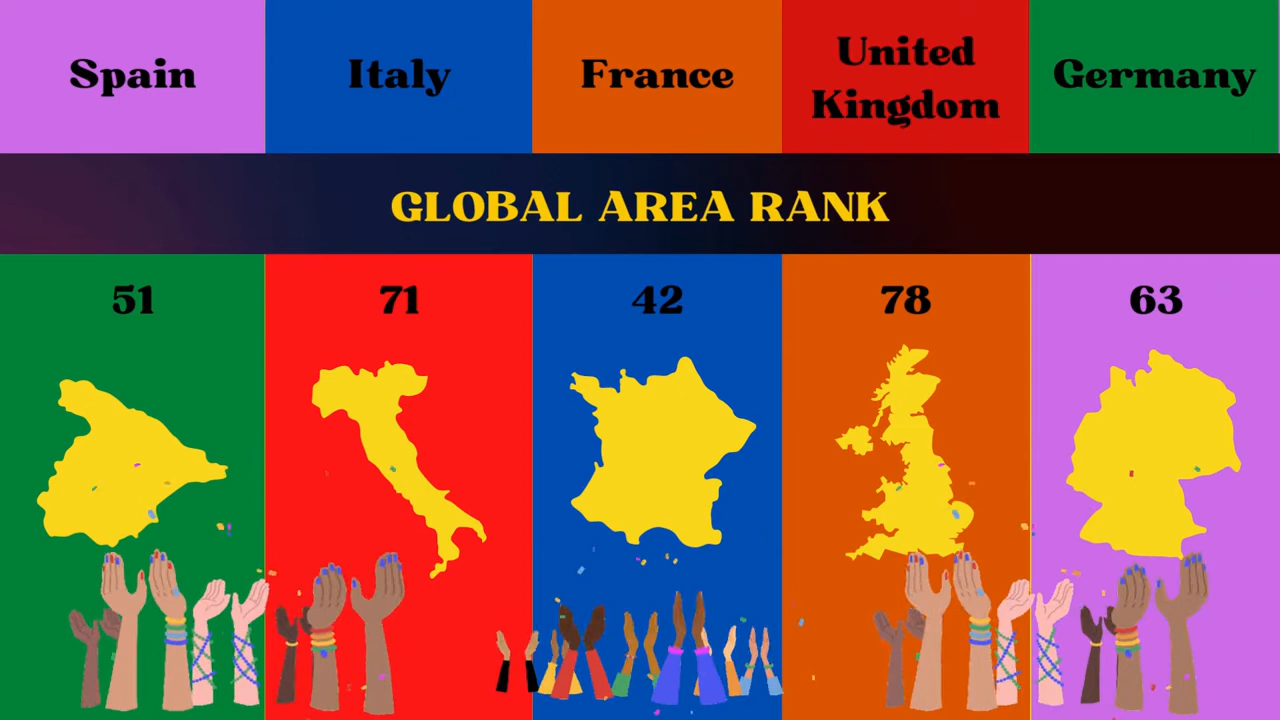 Spain
Italy
France
United
Kingdom
Germany
GLOBAL AREA RANK
51
71
42
78
63